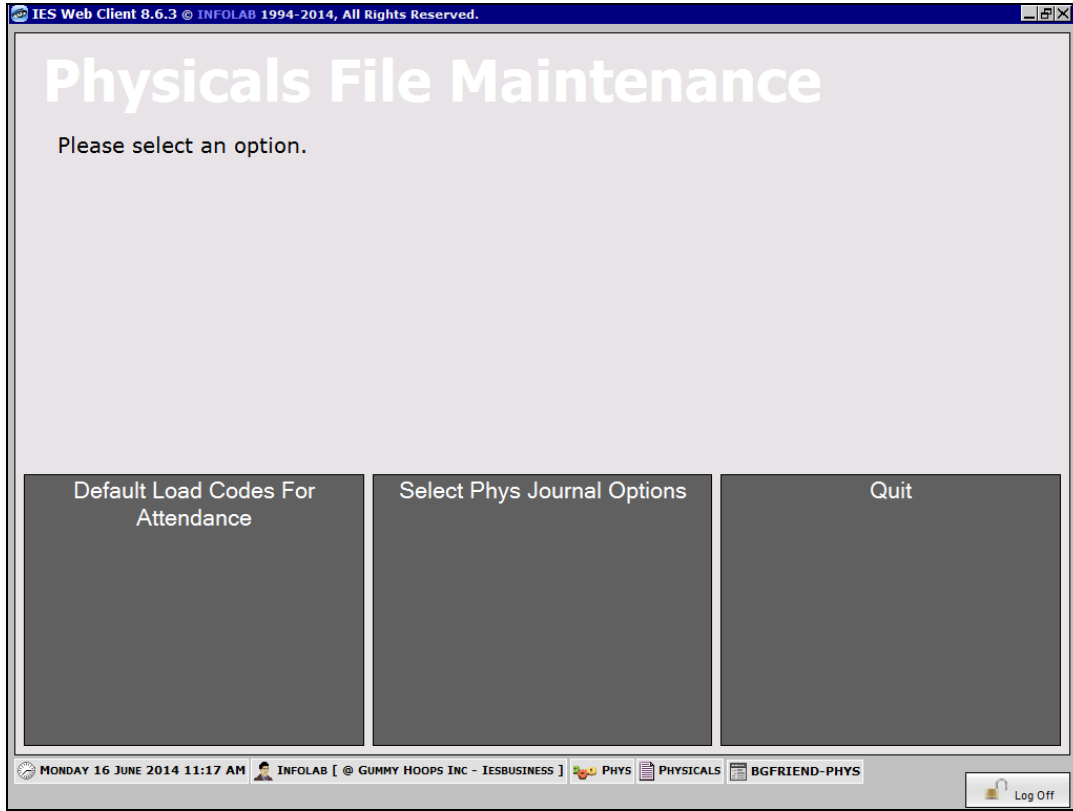 IES Web Client 8.6.3 © INFOLAB 1994-2014, All Rights Reserved.
Physicals File Maintenance
Please select an option.
Default Load Codes For
Attendance
Select Phys Journal Options
Quit
MONDAY 16 JUNE 2014 11:17 AM INFOLAB [ @ GUMMY HOOPS INC - IESBUSINESS ] PHYS PHYSICALS BGFRIEND-PHYS
Log Off